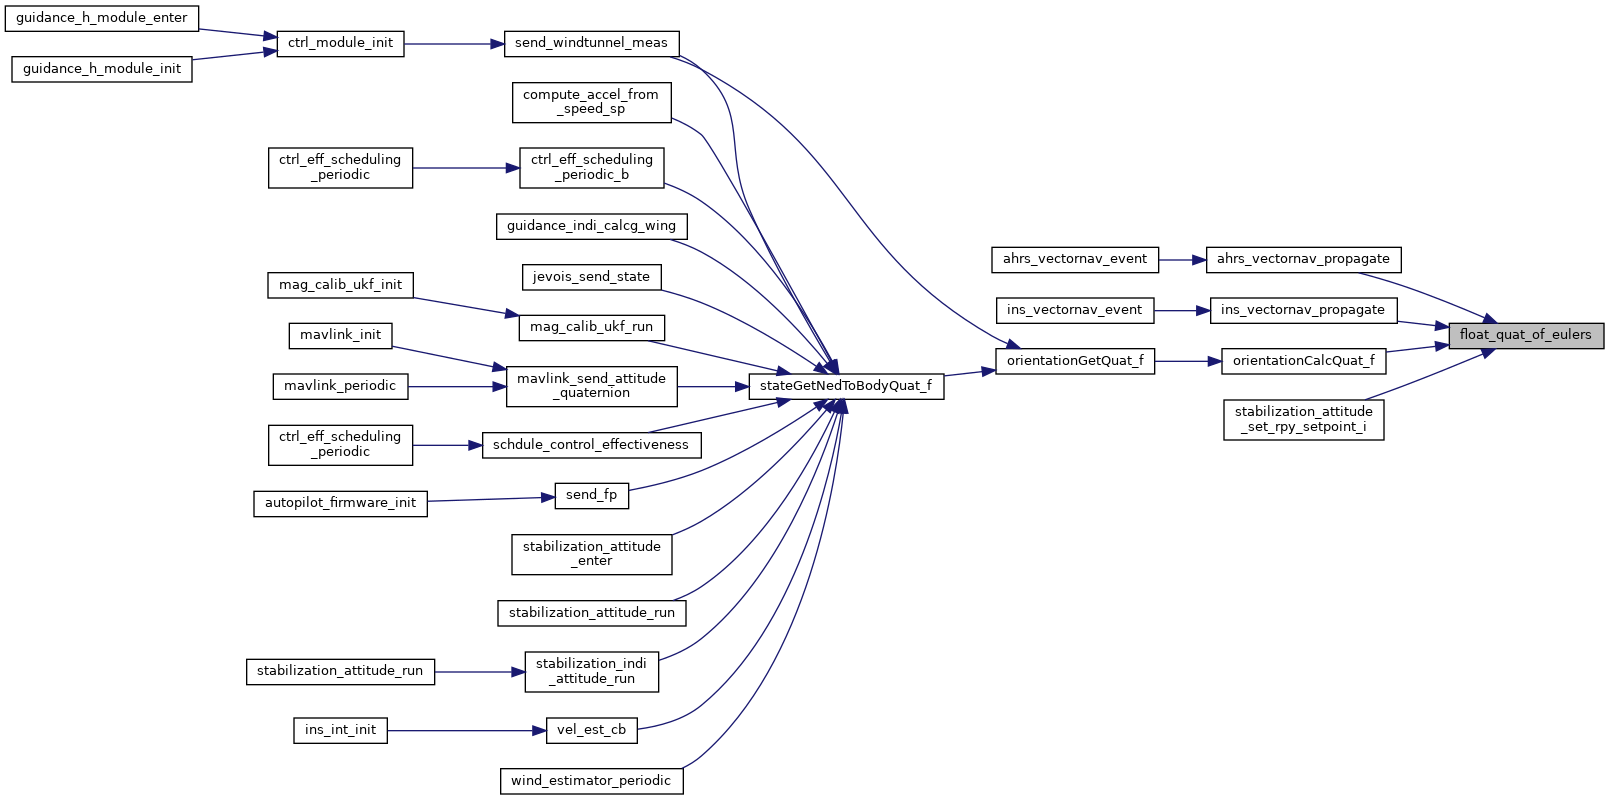 guidance_h_module_enter
guidance_h_module_init
ctrl_module_init
send_windtunnel_meas
compute_accel_from
_speed_sp
ctrl_eff_scheduling
_periodic
ctrl_eff_scheduling
_periodic_b
guidance_indi_calcg_wing
jevois_send_state
mag_calib_ukf_init
mag_calib_ukf_run
mavlink_init
mavlink_periodic
mavlink_send_attitude
_quaternion
ctrl_eff_scheduling
_periodic
schdule_control_effectiveness
autopilot_firmware_init
send_fp
stabilization_attitude
_enter
stabilization_attitude_run
stabilization_attitude_run
stabilization_indi
_attitude_run
ins_int_init
vel_est_cb
wind_estimator_periodic
stateGetNedToBodyQuat_f
ahrs_vectornav_event
ahrs_vectornav_propagate
ins_vectornav_event
ins_vectornav_propagate
orientationGetQuat_f
orientationCalcQuat_f
stabilization_attitude
_set_rpy_setpoint_i
float_quat_of_eulers